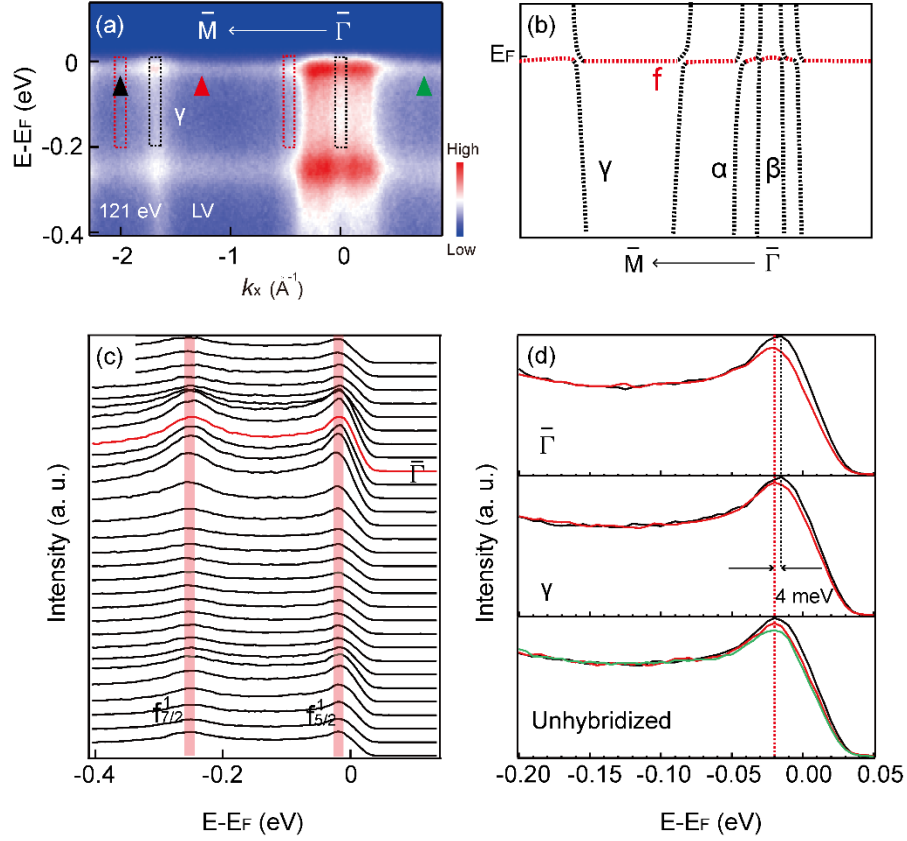 (a)
M̄ ← Γ̄
E-EF (eV)
0
-0.2
-0.4
γ
121 eV
LV
-2
-1
0
kx (Å⁻¹)
High
Low
(b)
EF
f
γ
α
β
M̄ ← Γ̄
(c)
Intensity (a. u.)
Γ̄
f¹7/2
f¹5/2
-0.4
-0.2
0
E-EF (eV)
(d)
Intensity (a. u.)
Γ̄
γ
4 meV
Unhybridized
-0.20
-0.15
-0.10
-0.05
0.00
0.05
E-EF (eV)